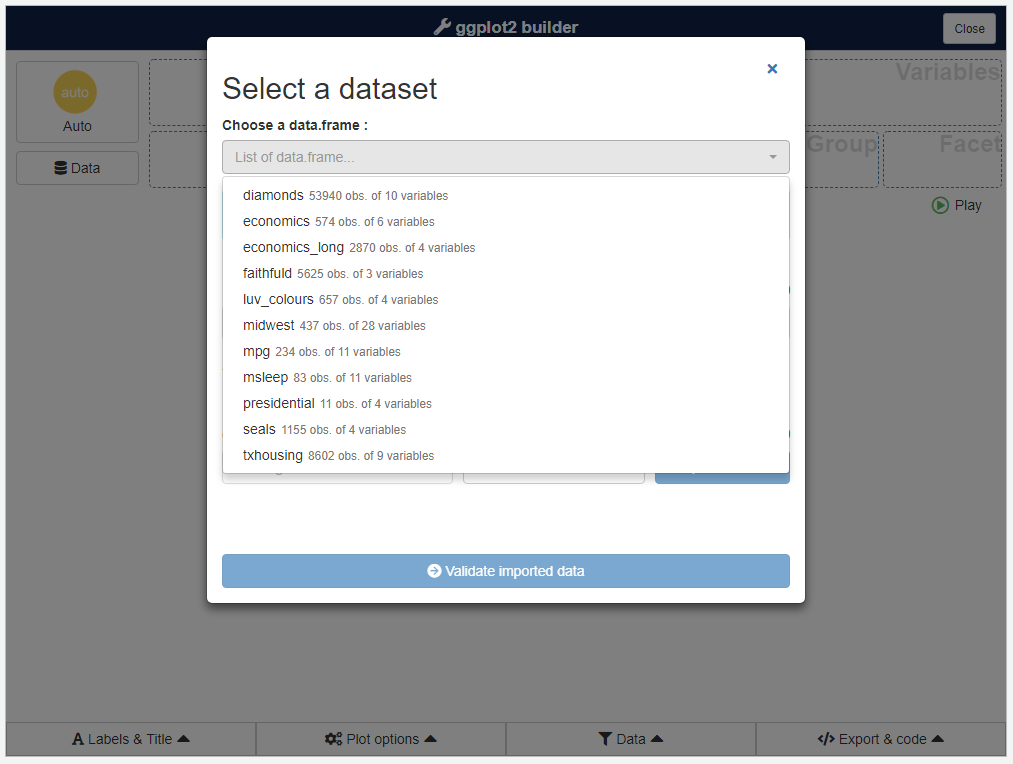 ggplot2 builder
Close
auto
Auto
Data
Variables
Group
Facet
Play
×
Select a dataset
Choose a data.frame :
List of data.frame...
diamonds 53940 obs. of 10 variables
economics 574 obs. of 6 variables
economics_long 2870 obs. of 4 variables
faithfuld 5625 obs. of 3 variables
luv_colours 657 obs. of 4 variables
midwest 437 obs. of 28 variables
mpg 234 obs. of 11 variables
msleep 83 obs. of 11 variables
presidential 11 obs. of 4 variables
seals 1155 obs. of 4 variables
txhousing 8602 obs. of 9 variables
Validate imported data
A Labels & Title
Plot options
Data
</> Export & code